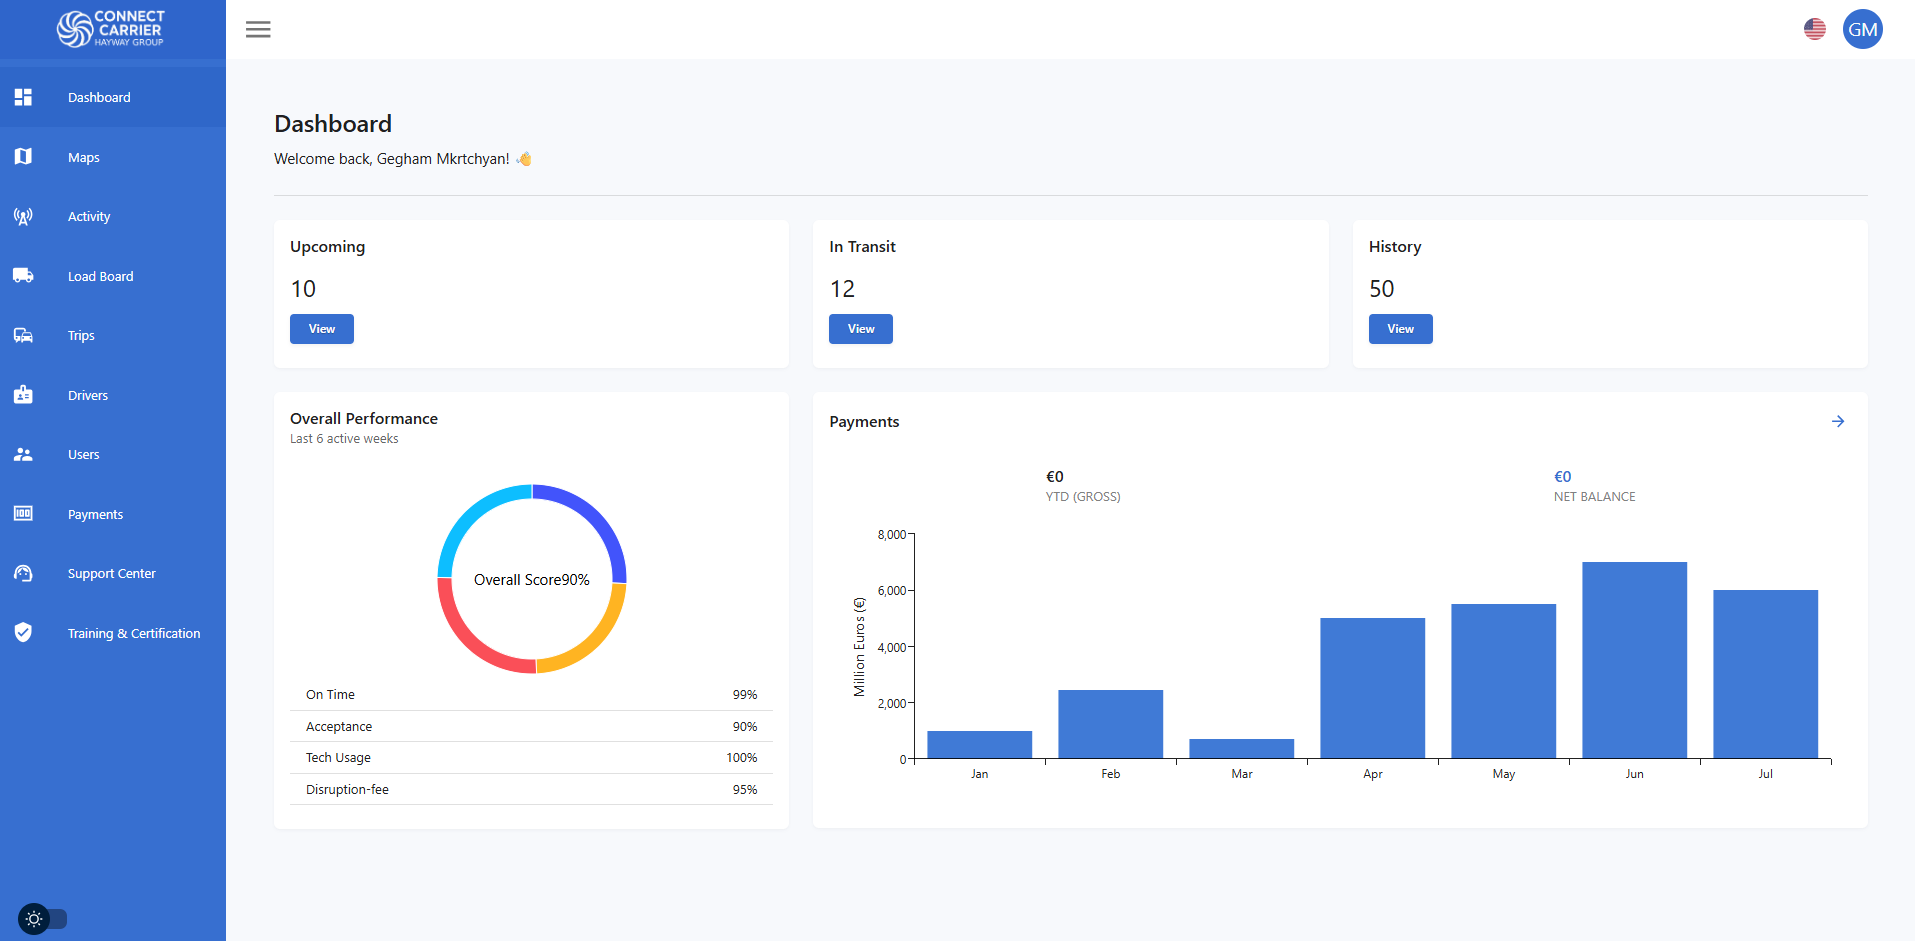 CONNECT
CARRIER
HAYWAY GROUP
GM
Dashboard
Maps
Activity
Load Board
Trips
Drivers
Users
100
Payments
Support Center
Training & Certification
Dashboard
Welcome back, Gegham Mkrtchyan!
Upcoming
10
View
In Transit
12
View
History
50
View
Overall Performance
Last 6 active weeks
Overall Score90%
On Time 99%
Acceptance 90%
Tech Usage 100%
Disruption-fee 95%
Payments
€0
YTD (GROSS)
€0
NET BALANCE
Million Euros (€)
8,000
6,000
4,000
2,000
0
Jan Feb Mar Apr May Jun Jul